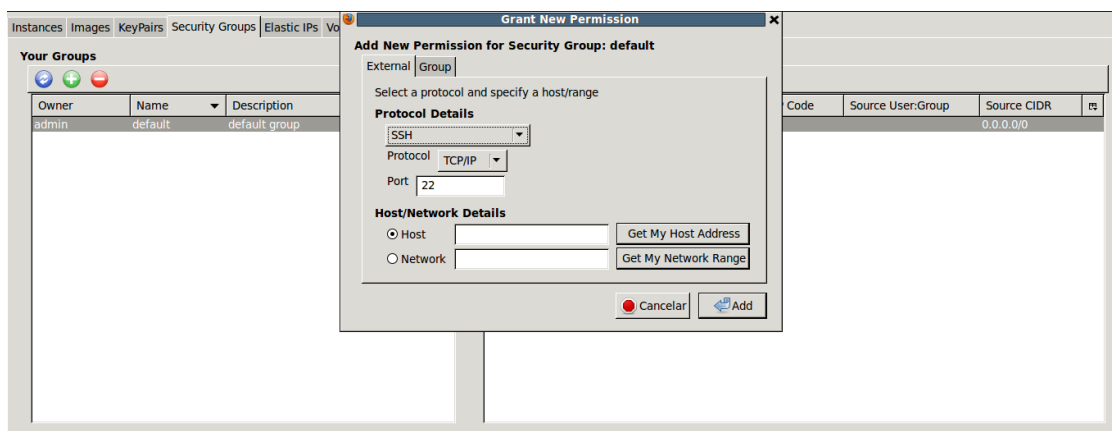 Grant New Permission
Instances Images KeyPairs Security Groups Elastic IPs
Add New Permission for Security Group: default
Your Groups
External Group
Select a protocol and specify a host/range
Owner Name Description
Code Source User:Group Source CIDR
Protocol Details
admin default default group
0.0.0.0/0
SSH
Protocol TCP/IP
Port 22
Host/Network Details
Host Get My Host Address
Network Get My Network Range
Cancelar Add